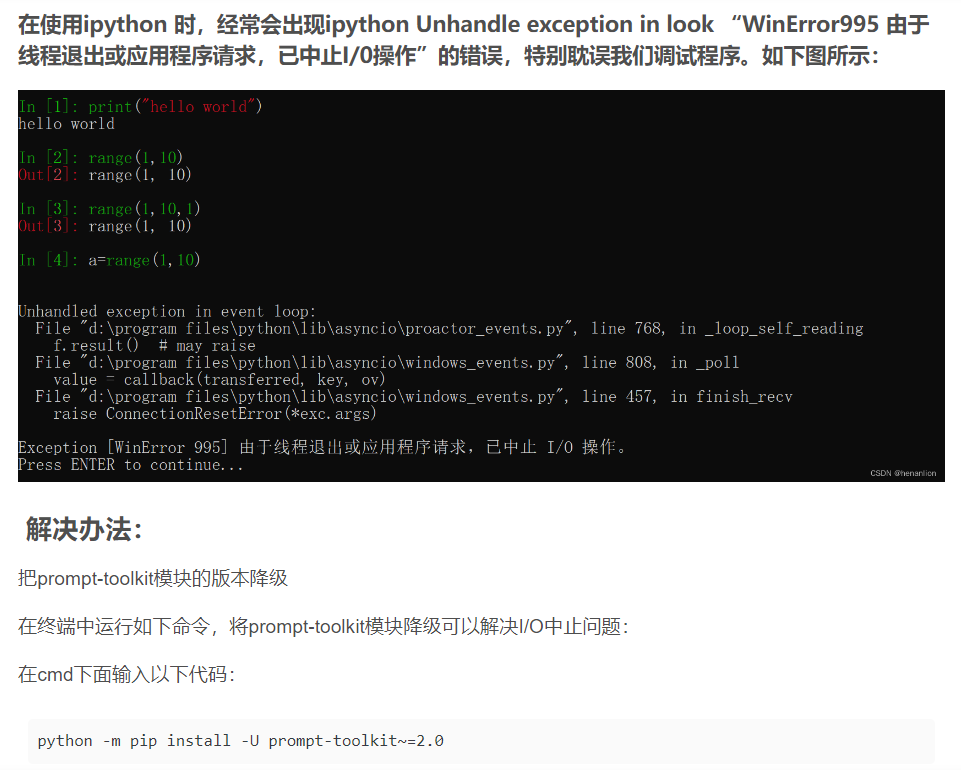 在使用ipython 时，经常会出现ipython Unhandle exception in look “WinError995 由于
线程退出或应用程序请求，已中止I/0操作”的错误，特别耽误我们调试程序。如下图所示：
In [1]: print("hello world")
hello world
In [2]: range(1,10)
Out[2]: range(1, 10)
In [3]: range(1,10,1)
Out[3]: range(1, 10)
In [4]: a=range(1,10)
Unhandled exception in event loop:
File "d:\program files\python\lib\asyncio\proactor_events.py", line 768, in _loop_self_reading
f.result()  # may raise
File "d:\program files\python\lib\asyncio\windows_events.py", line 808, in _poll
value = callback(transferred, key, ov)
File "d:\program files\python\lib\asyncio\windows_events.py", line 457, in finish_recv
raise ConnectionResetError(*exc.args)
Exception [WinError 995] 由于线程退出或应用程序请求，已中止 I/O 操作。
Press ENTER to continue...
CSDN @henanlion
解决办法：
把prompt-toolkit模块的版本降级
在终端中运行如下命令，将prompt-toolkit模块降级可以解决I/O中止问题：
在cmd下面输入以下代码：
python -m pip install -U prompt-toolkit~=2.0